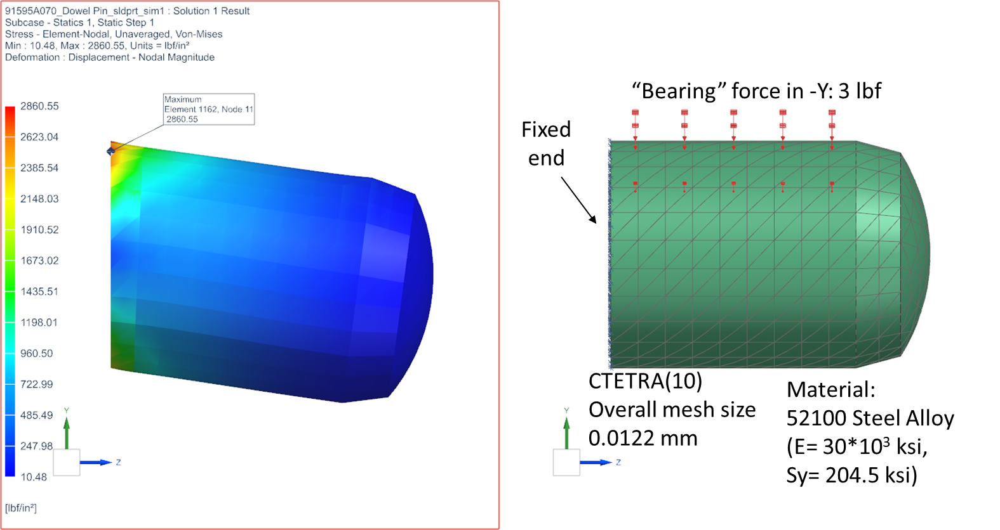 91595A070_Dowel Pin_sldprt_sim1 : Solution 1 Result
Subcase - Statics 1, Static Step 1
Stress - Element-Nodal, Unaveraged, Von-Mises
Min : 10.48, Max : 2860.55, Units = lbf/in²
Deformation : Displacement - Nodal Magnitude
Maximum
Element 1162, Node 11
2860.55
2860.55
2623.04
2385.54
2148.03
1910.52
1673.02
1435.51
1198.01
960.50
722.99
485.49
247.98
10.48
[lbf/in²]
Y
Z
“Bearing” force in -Y: 3 lbf
Fixed
end
CTETRA(10)
Overall mesh size
0.0122 mm
Material:
52100 Steel Alloy
(E= 30*10³ ksi,
Sy= 204.5 ksi)
Y
Z